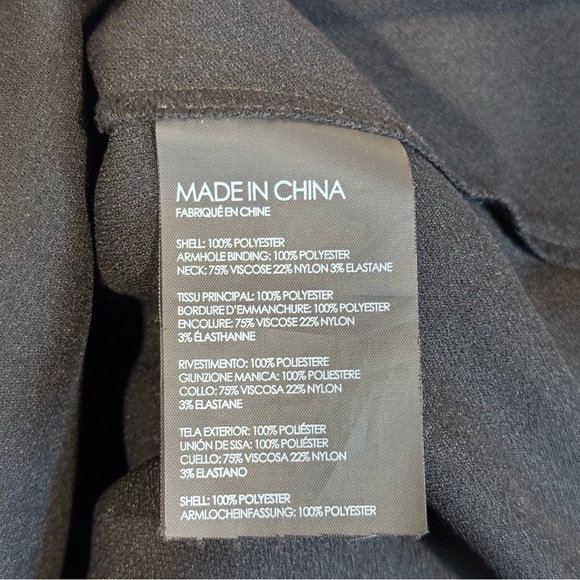 MADE IN CHINA
FABRIQUÉ EN CHINE
SHELL: 100% POLYESTER
ARMHOLE BINDING: 100% POLYESTER
NECK: 75% VISCOSE 22% NYLON 3% ELASTANE
TISSU PRINCIPAL: 100% POLYESTER
BORDURE D'EMMANCHURE: 100% POLYESTER
ENCOLURE: 75% VISCOSE 22% NYLON
3% ÉLASTHANNE
RIVESTIMENTO: 100% POLIESTERE
GIUNZIONE MANICA: 100% POLIESTERE
COLLO: 75% VISCOSA 22% NYLON
3% ELASTANE
TELA EXTERIOR: 100% POLIÉSTER
UNIÓN DE SISA: 100% POLIÉSTER
CUELLO: 75% VISCOSA 22% NYLON
3% ELASTANO
SHELL: 100% POLYESTER
ARMLOCHEINFASSUNG: 100% POLYESTER